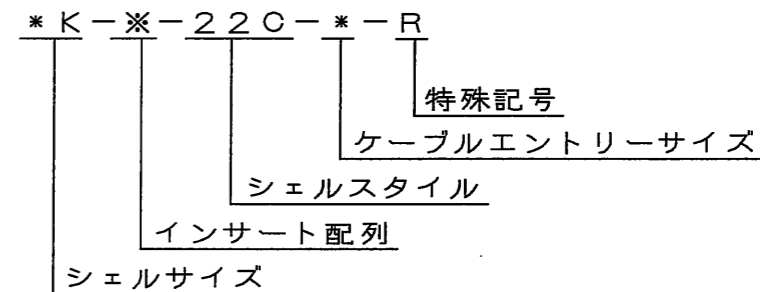 *K-※-22C-*-R
特殊記号
ケーブルエントリーサイズ
シェルスタイル
インサート配列
シェルサイズ